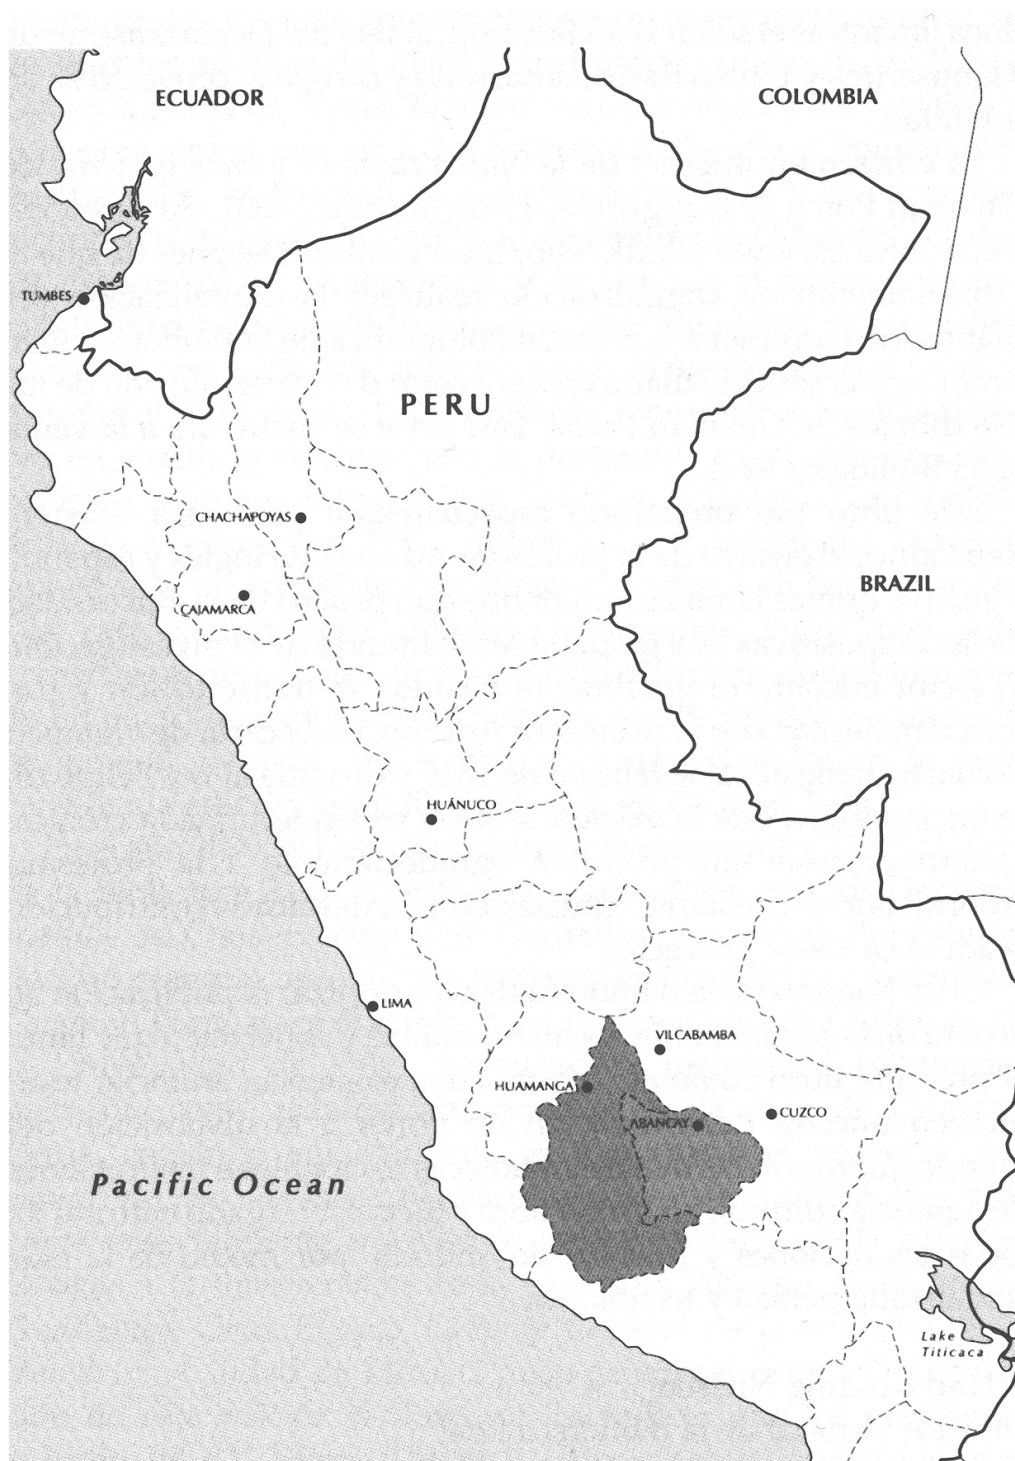 ECUADOR
COLOMBIA
TUMBES
PERU
CHACHAPOYAS
BRAZIL
CAJAMARCA
HUÁNUCO
LIMA
VILCABAMBA
HUAMANGA
CUZCO
ABANCAY
Pacific Ocean
Lake
Titicaca